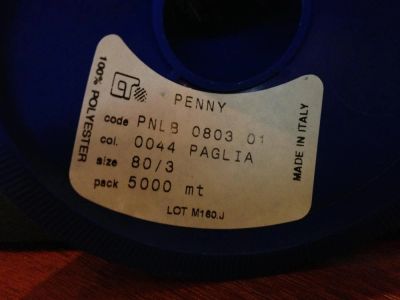 100% POLYESTER
PENNY
code PNLB 0803 01
col. 0044 PAGLIA
size 80/3
pack 5000 mt
LOT M160.J
MADE IN ITALY